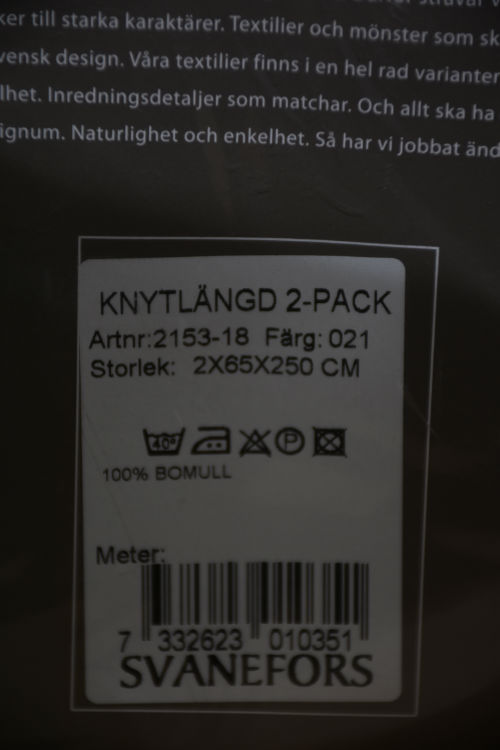 ker till starka karaktärer. Textilier och mönster som sk
vensk design. Våra textilier finns i en hel rad varianter
lhet. Inredningsdetaljer som matchar. Och allt ska ha
ignum. Naturlighet och enkelhet. Så har vi jobbat änd
KNYTLÄNGD 2-PACK
Artnr:2153-18 Färg: 021
Storlek: 2X65X250 CM
40°
P
100% BOMULL
Meter:
7 332623 010351
SVANEFORS